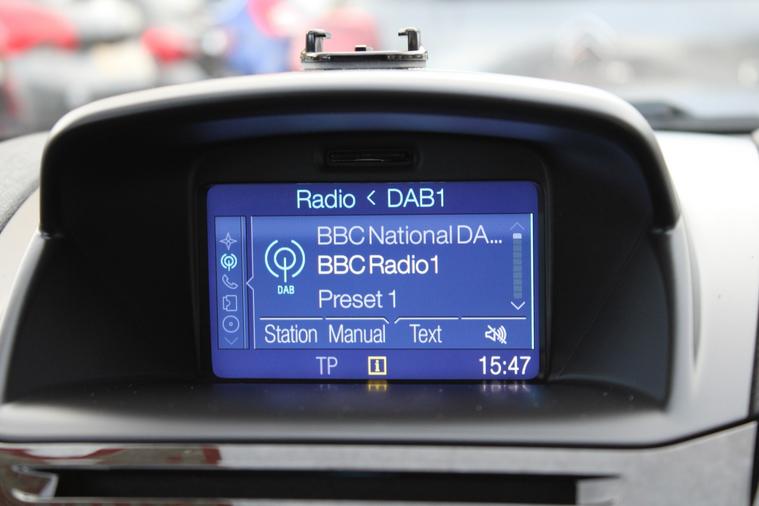 Radio < DAB1
BBC National DA...
BBC Radio1
DAB
Preset 1
Station Manual Text
TP i 15:47